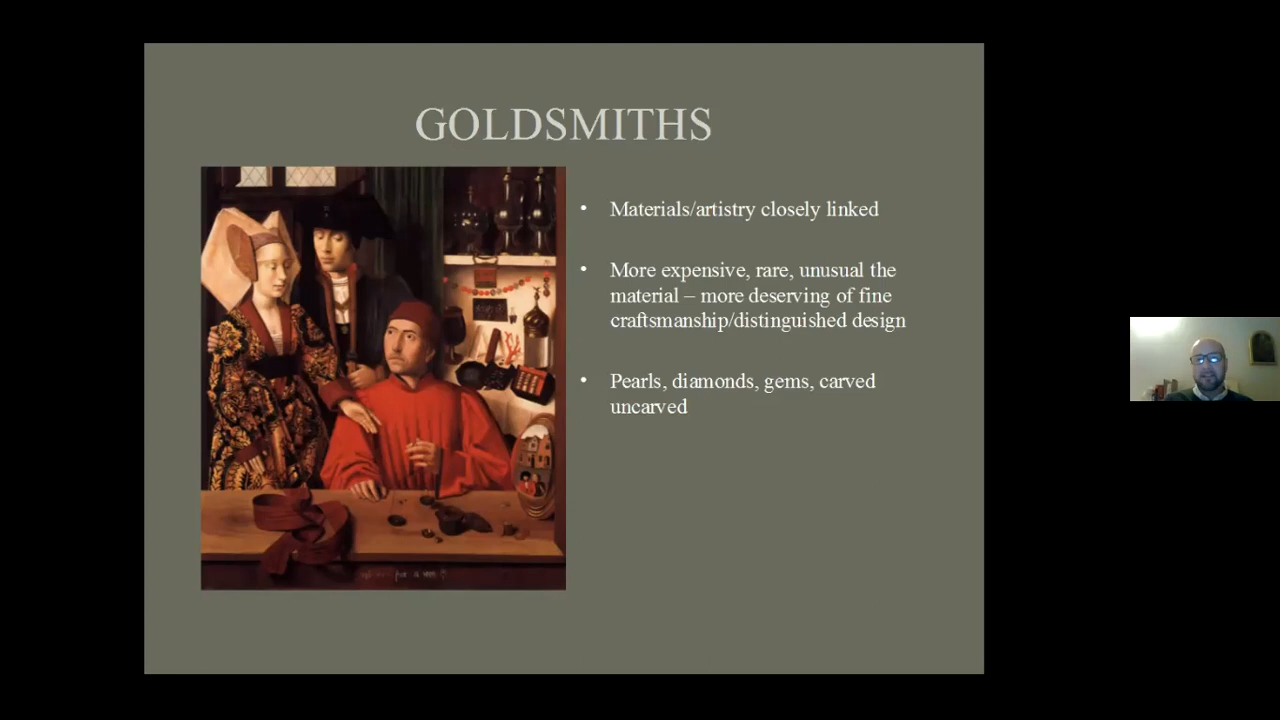 GOLDSMITHS
• Materials/artistry closely linked
• More expensive, rare, unusual the
material – more deserving of fine
craftsmanship/distinguished design
• Pearls, diamonds, gems, carved
uncarved